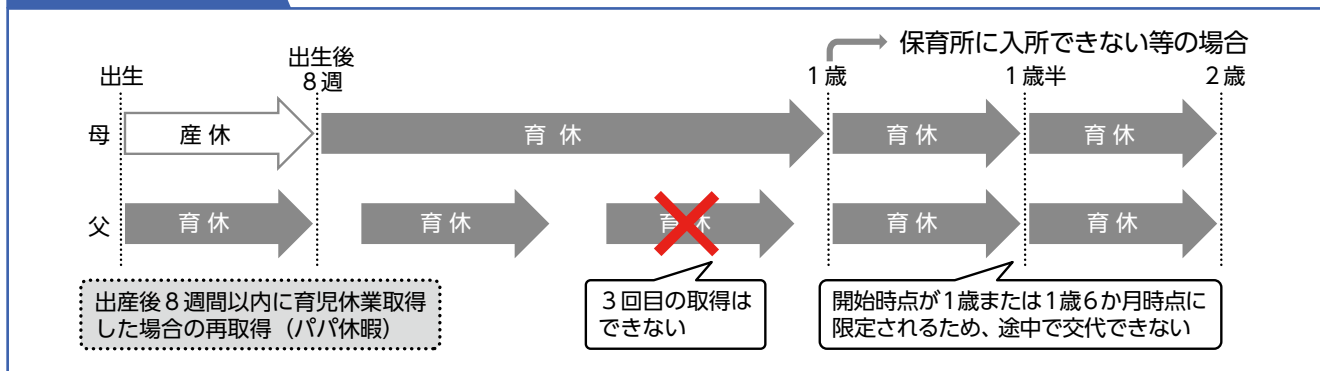 保育所に入所できない等の場合
出生
出生後
8週
1歳
1歳半
2歳
母
産休
育休
育休
育休
父
育休
育休
育休
育休
育休
出産後8週間以内に育児休業取得
した場合の再取得（パパ休暇）
3回目の取得は
できない
開始時点が1歳または1歳6か月時点に
限定されるため、途中で交代できない